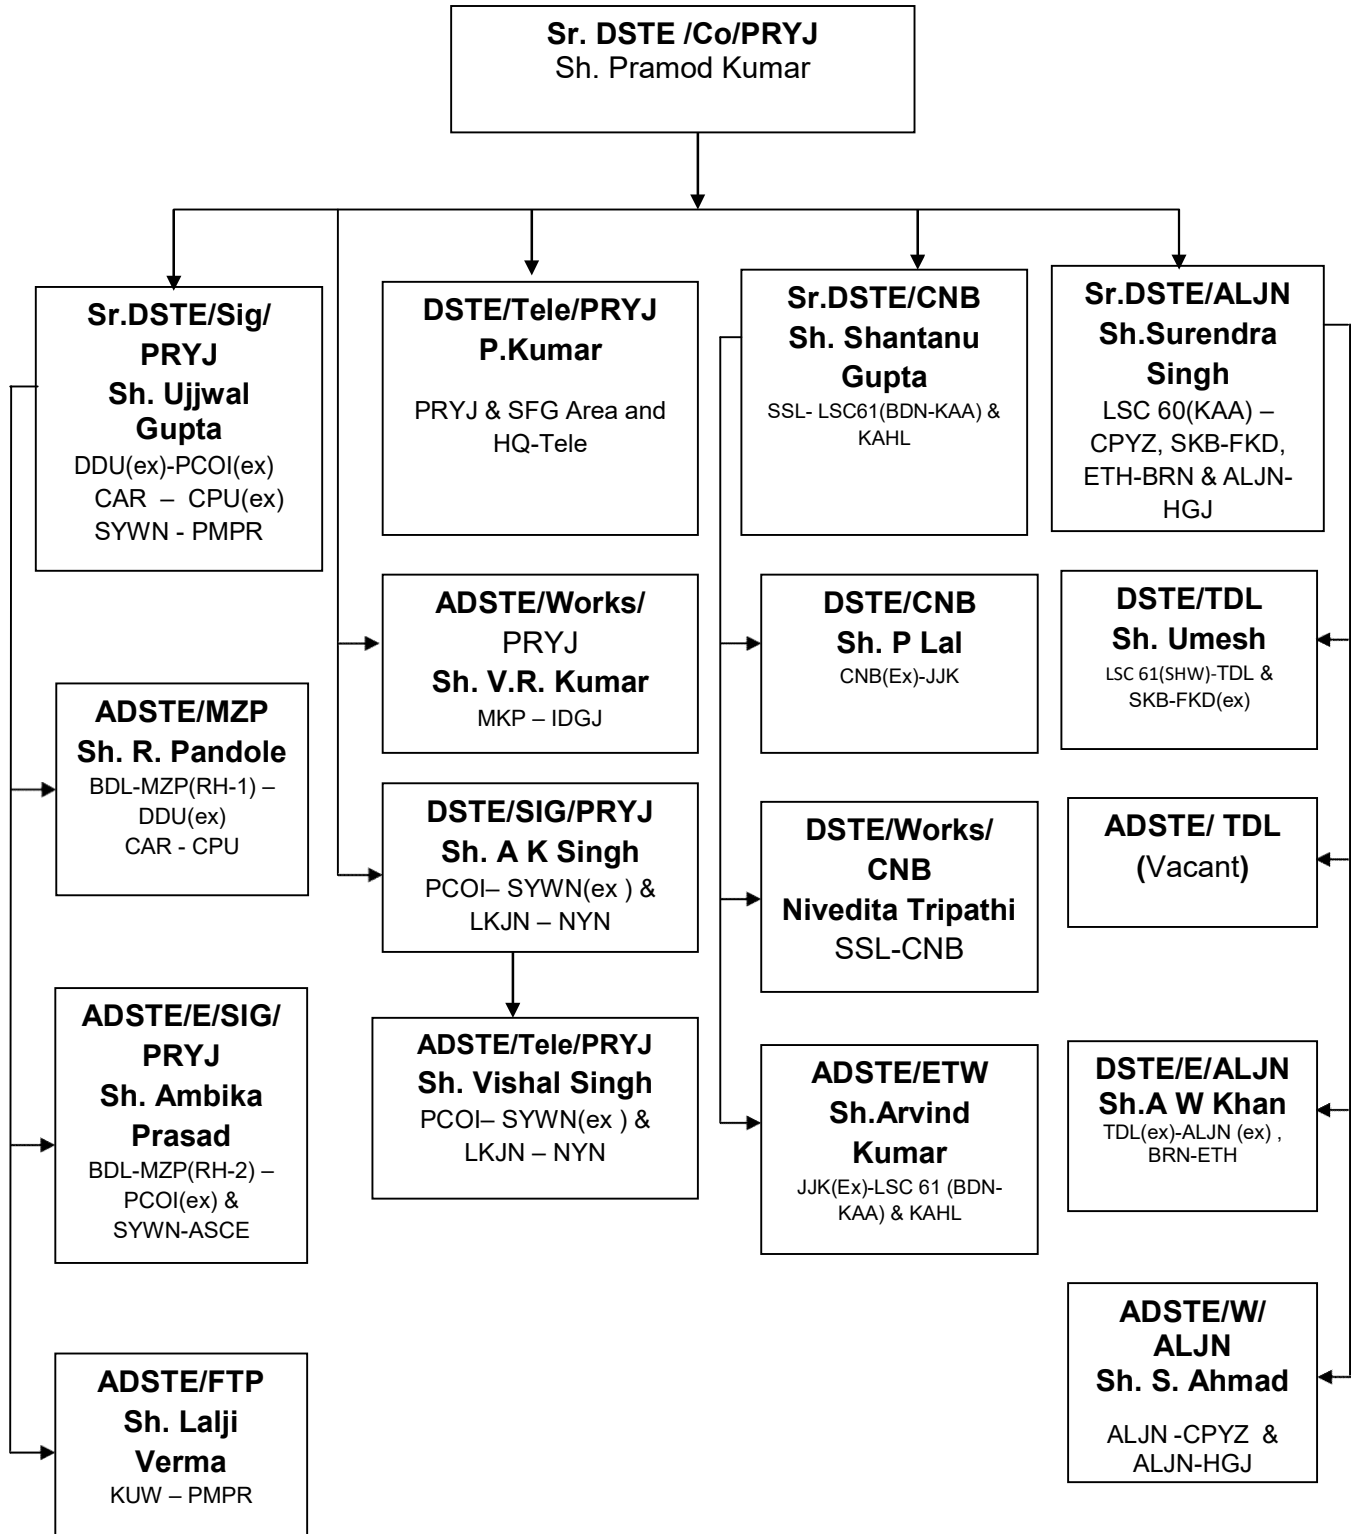 Sr. DSTE /Co/PRYJ
Sh. Pramod Kumar
Sr.DSTE/Sig/
PRYJ
Sh. Ujjwal
Gupta
DDU(ex)-PCOI(ex)
CAR – CPU(ex)
SYWN - PMPR
DSTE/Tele/PRYJ
P.Kumar
PRYJ & SFG Area and
HQ-Tele
Sr.DSTE/CNB
Sh. Shantanu
Gupta
SSL- LSC61(BDN-KAA) &
KAHL
Sr.DSTE/ALJN
Sh.Surendra
Singh
LSC 60(KAA) –
CPYZ, SKB-FKD,
ETH-BRN & ALJN-
HGJ
ADSTE/MZP
Sh. R. Pandole
BDL-MZP(RH-1) –
DDU(ex)
CAR - CPU
ADSTE/Works/
PRYJ
Sh. V.R. Kumar
MKP – IDGJ
DSTE/CNB
Sh. P Lal
CNB(Ex)-JJK
DSTE/TDL
Sh. Umesh
LSC 61(SHW)-TDL &
SKB-FKD(ex)
DSTE/SIG/PRYJ
Sh. A K Singh
PCOI– SYWN(ex ) &
LKJN – NYN
DSTE/Works/
CNB
Nivedita Tripathi
SSL-CNB
ADSTE/ TDL
(Vacant)
ADSTE/E/SIG/
PRYJ
Sh. Ambika
Prasad
BDL-MZP(RH-2) –
PCOI(ex) &
SYWN-ASCE
ADSTE/Tele/PRYJ
Sh. Vishal Singh
PCOI– SYWN(ex ) &
LKJN – NYN
ADSTE/ETW
Sh.Arvind
Kumar
JJK(Ex)-LSC 61 (BDN-
KAA) & KAHL
DSTE/E/ALJN
Sh.A W Khan
TDL(ex)-ALJN (ex) ,
BRN-ETH
ADSTE/FTP
Sh. Lalji
Verma
KUW – PMPR
ADSTE/W/
ALJN
Sh. S. Ahmad
ALJN -CPYZ &
ALJN-HGJ